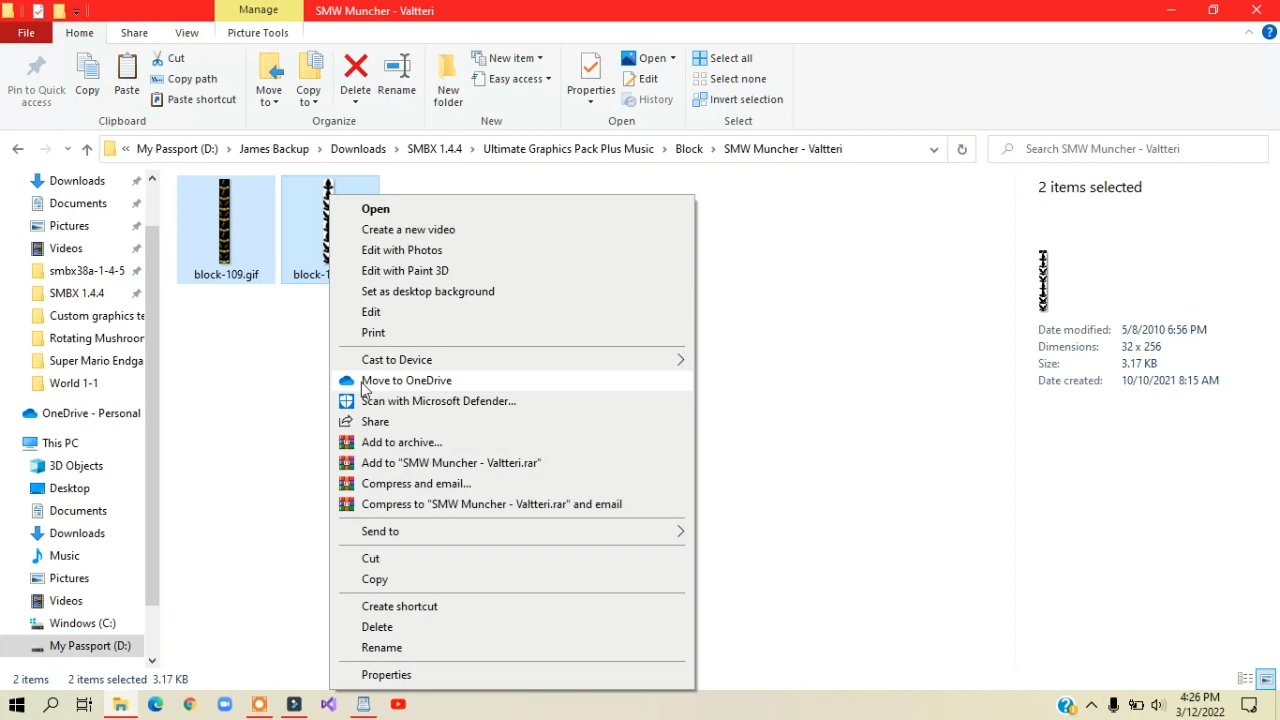 Manage
SMW Muncher - Valtteri
File
Home
Share
View
Picture Tools
Pin to Quick access
Copy
Paste
Cut
Copy path
Paste shortcut
Clipboard
Move to
Copy to
Delete
Rename
Organize
New folder
New item
Easy access
New
Properties
Open
Edit
History
Open
Select all
Select none
Invert selection
Select
« My Passport (D:) > James Backup > Downloads > SMBX 1.4.4 > Ultimate Graphics Pack Plus Music > Block > SMW Muncher - Valtteri
Search SMW Muncher - Valtteri
Downloads
Documents
Pictures
Videos
smbx38a-1-4-5
SMBX 1.4.4
Custom graphics te
Rotating Mushroon
Super Mario Endga
World 1-1
OneDrive - Personal
This PC
3D Objects
Desktop
Documents
Downloads
Music
Pictures
Videos
Windows (C:)
My Passport (D:)
block-109.gif
block-1
Open
Create a new video
Edit with Photos
Edit with Paint 3D
Set as desktop background
Edit
Print
Cast to Device
Move to OneDrive
Scan with Microsoft Defender...
Share
Add to archive...
Add to "SMW Muncher - Valtteri.rar"
Compress and email...
Compress to "SMW Muncher - Valtteri.rar" and email
Send to
Cut
Copy
Create shortcut
Delete
Rename
Properties
2 items selected
Date modified: 5/8/2010 6:56 PM
Dimensions: 32 x 256
Size: 3.17 KB
Date created: 10/10/2021 8:15 AM
2 items
2 items selected 3.17 KB
4:26 PM
3/12/2022